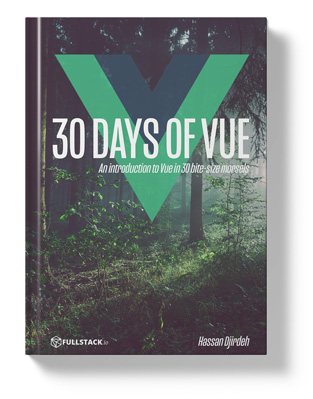 30 DAYS OF VUE
An introduction to Vue in 30 bite-size morsels
FULLSTACK.io
Hassan Djirdeh